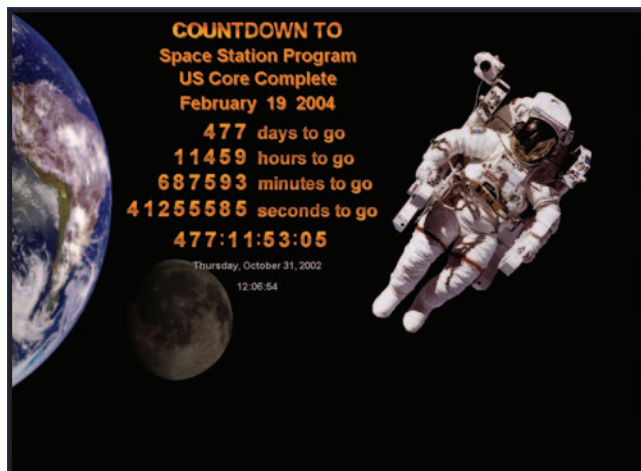 COUNTDOWN TO
Space Station Program
US Core Complete
February 19 2004
477 days to go
11459 hours to go
687593 minutes to go
41255585 seconds to go
477:11:53:05
Thursday, October 31, 2002
12:06:54